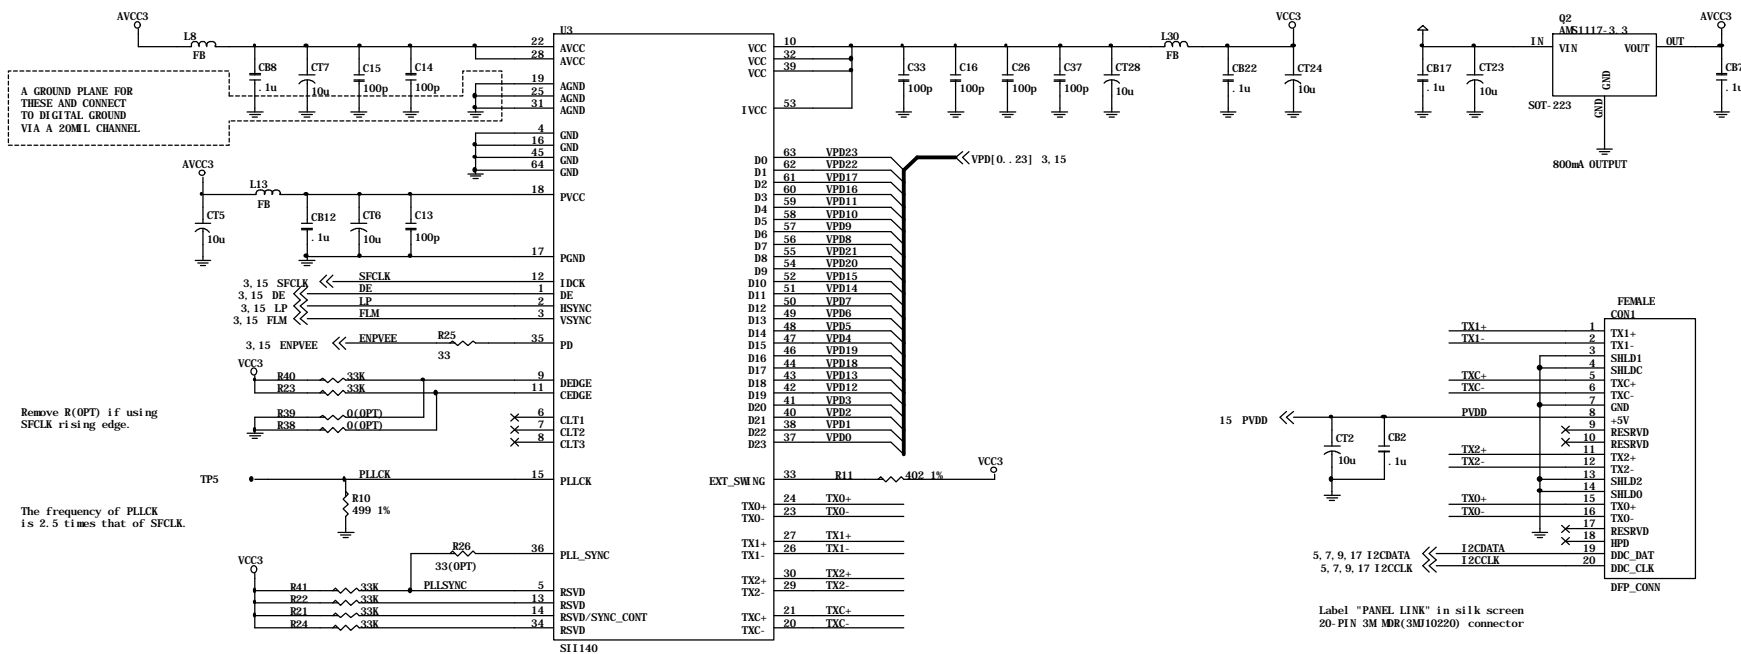 AVCC3
L8
FB
CB8
.1u
CT7
10u
C15
100p
C14
100p
A GROUND PLANE FOR
THESE AND CONNECT
TO DIGITAL GROUND
VIA A 20MIL CHANNEL
AVCC3
L13
FB
CT5
10u
CB12
.1u
CT6
10u
C13
100p
3,15 SFCLK
SFCLK
3,15 DE
DE
3,15 LP
LP
3,15 FLM
FLM
3,15 ENPVEE
ENPVEE
R25
33
VCC3
R40 33K
R23 33K
R39 0(OPT)
R38 0(OPT)
Remove R(OPT) if using
SFCLK rising edge.
TP5
PLLCK
R10
499 1%
The frequency of PLLCK
is 2.5 times that of SFCLK.
R26
33(OPT)
VCC3
PLLSYNC
R41 33K
R22 33K
R21 33K
R24 33K
U3
22 AVCC
28 AVCC
19 AGND
25 AGND
31 AGND
4 GND
16 GND
45 GND
64 GND
18 PVCC
17 PGND
12 IDCK
1 DE
2 HSYNC
3 VSYNC
35 PD
9 DEDGE
11 CEDGE
6 CLT1
7 CLT2
8 CLT3
15 PLLCK
36 PLL_SYNC
5 RSVD
13 RSVD
14 RSVD/SYNC_CONT
34 RSVD
SII140
VCC 10
VCC 32
VCC 39
IVCC 53
D0 63 VPD23
D1 62 VPD22
D2 61 VPD17
D3 60 VPD16
D4 59 VPD11
D5 58 VPD10
D6 57 VPD9
D7 56 VPD8
D8 55 VPD21
D9 54 VPD20
D10 52 VPD15
D11 51 VPD14
D12 50 VPD7
D13 49 VPD6
D14 48 VPD5
D15 47 VPD4
D16 46 VPD19
D17 44 VPD18
D18 43 VPD13
D19 42 VPD12
D20 41 VPD3
D21 40 VPD2
D22 38 VPD1
D23 37 VPD0
VPD[0..23] 3,15
EXT_SWING 33
R11 402 1%
VCC3
TX0+ 24 TX0+
TX0- 23 TX0-
TX1+ 27 TX1+
TX1- 26 TX1-
TX2+ 30 TX2+
TX2- 29 TX2-
TXC+ 21 TXC+
TXC- 20 TXC-
C33
100p
C16
100p
C26
100p
C37
100p
CT28
10u
L30
FB
CB22
.1u
VCC3
CT24
10u
CB17
.1u
CT23
10u
Q2
AMS1117-3.3
IN VIN VOUT OUT
GND
GND
SOT-223
800mA OUTPUT
AVCC3
CB7
.1u
FEMALE
CON1
TX1+ 1 TX1+
TX1- 2 TX1-
3 SHLD1
4 SHLDC
TXC+ 5 TXC+
TXC- 6 TXC-
7 GND
15 PVDD
PVDD 8 +5V
9 RESRVD
10 RESRVD
TX2+ 11 TX2+
TX2- 12 TX2-
13 SHLD2
14 SHLD0
TX0+ 15 TX0+
TX0- 16 TX0-
17 RESRVD
18 HPD
5,7,9,17 I2CDATA
I2CDATA 19 DDC_DAT
5,7,9,17 I2CCLK
I2CCLK 20 DDC_CLK
DFP_CONN
CT2
10u
CB2
.1u
Label "PANEL LINK" in silk screen
20-PIN 3M MDR(3MJ10220) connector